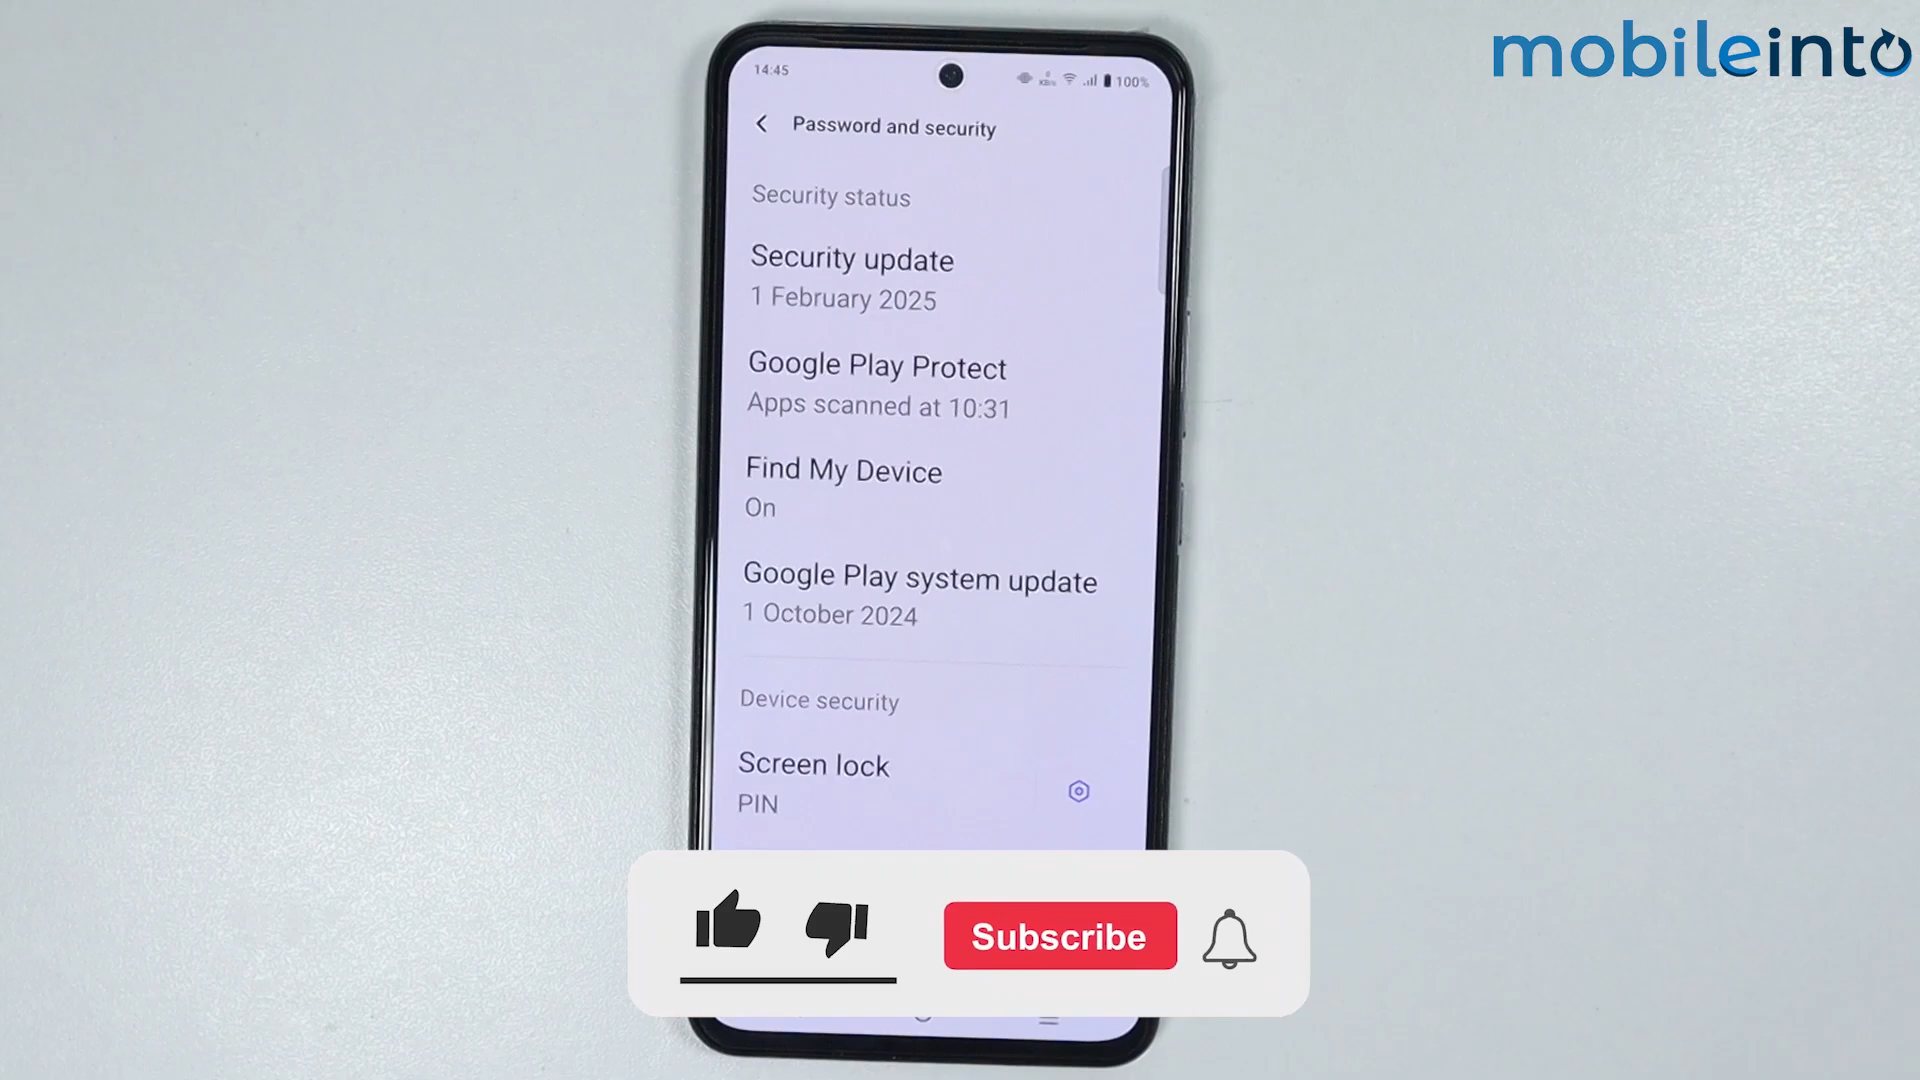 mobileinto
14:45
KB/s
100%
Password and security
Security status
Security update
1 February 2025
Google Play Protect
Apps scanned at 10:31
Find My Device
On
Google Play system update
1 October 2024
Device security
Screen lock
PIN
Subscribe